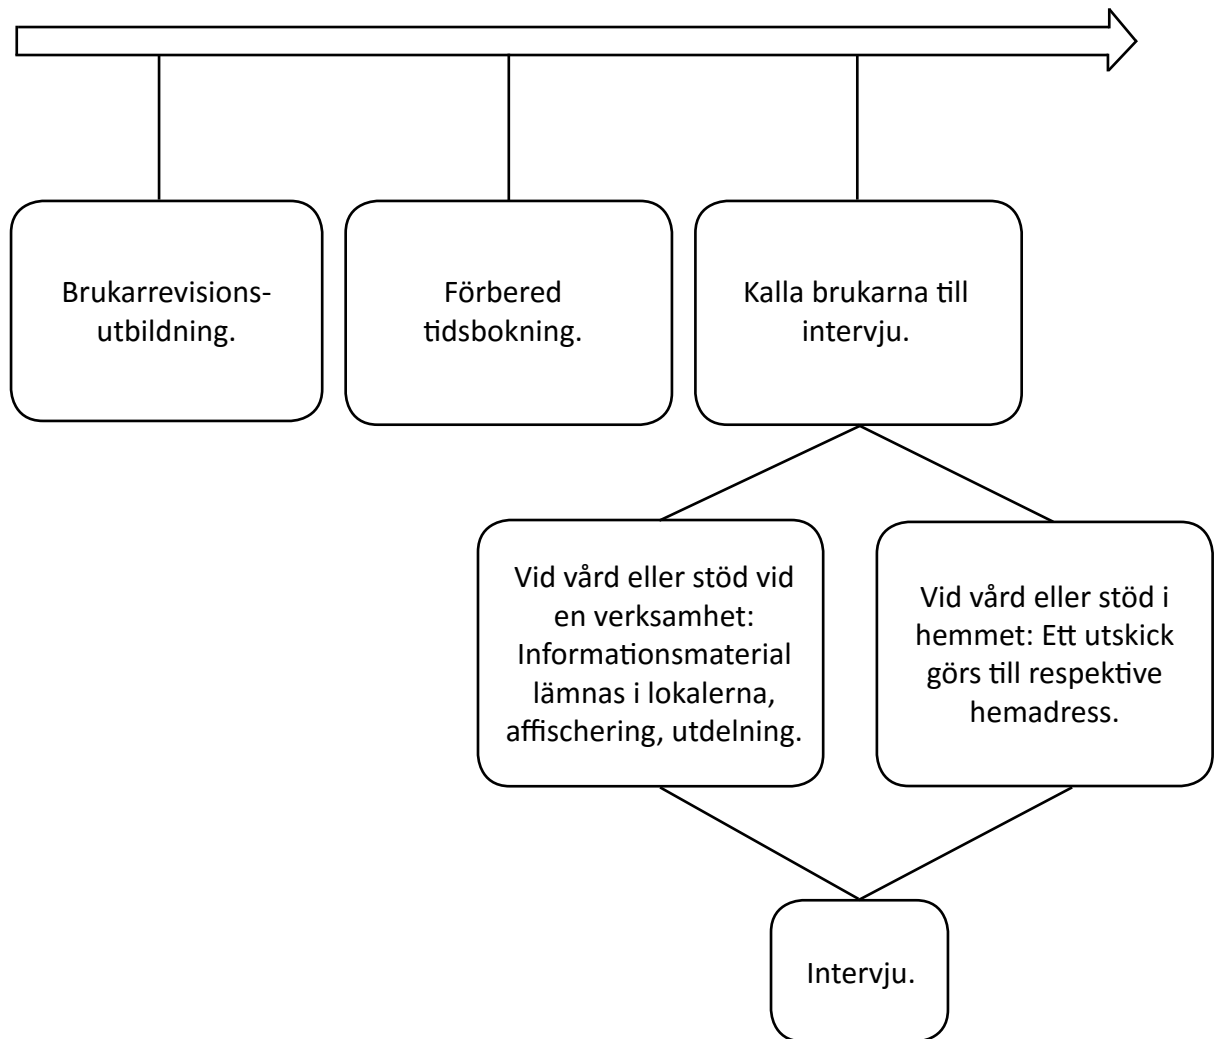 Brukarrevisions-
utbildning.
Förbered
tidsbokning.
Kalla brukarna till
intervju.
Vid vård eller stöd vid
en verksamhet:
Informationsmaterial
lämnas i lokalerna,
affischering, utdelning.
Vid vård eller stöd i
hemmet: Ett utskick
görs till respektive
hemadress.
Intervju.